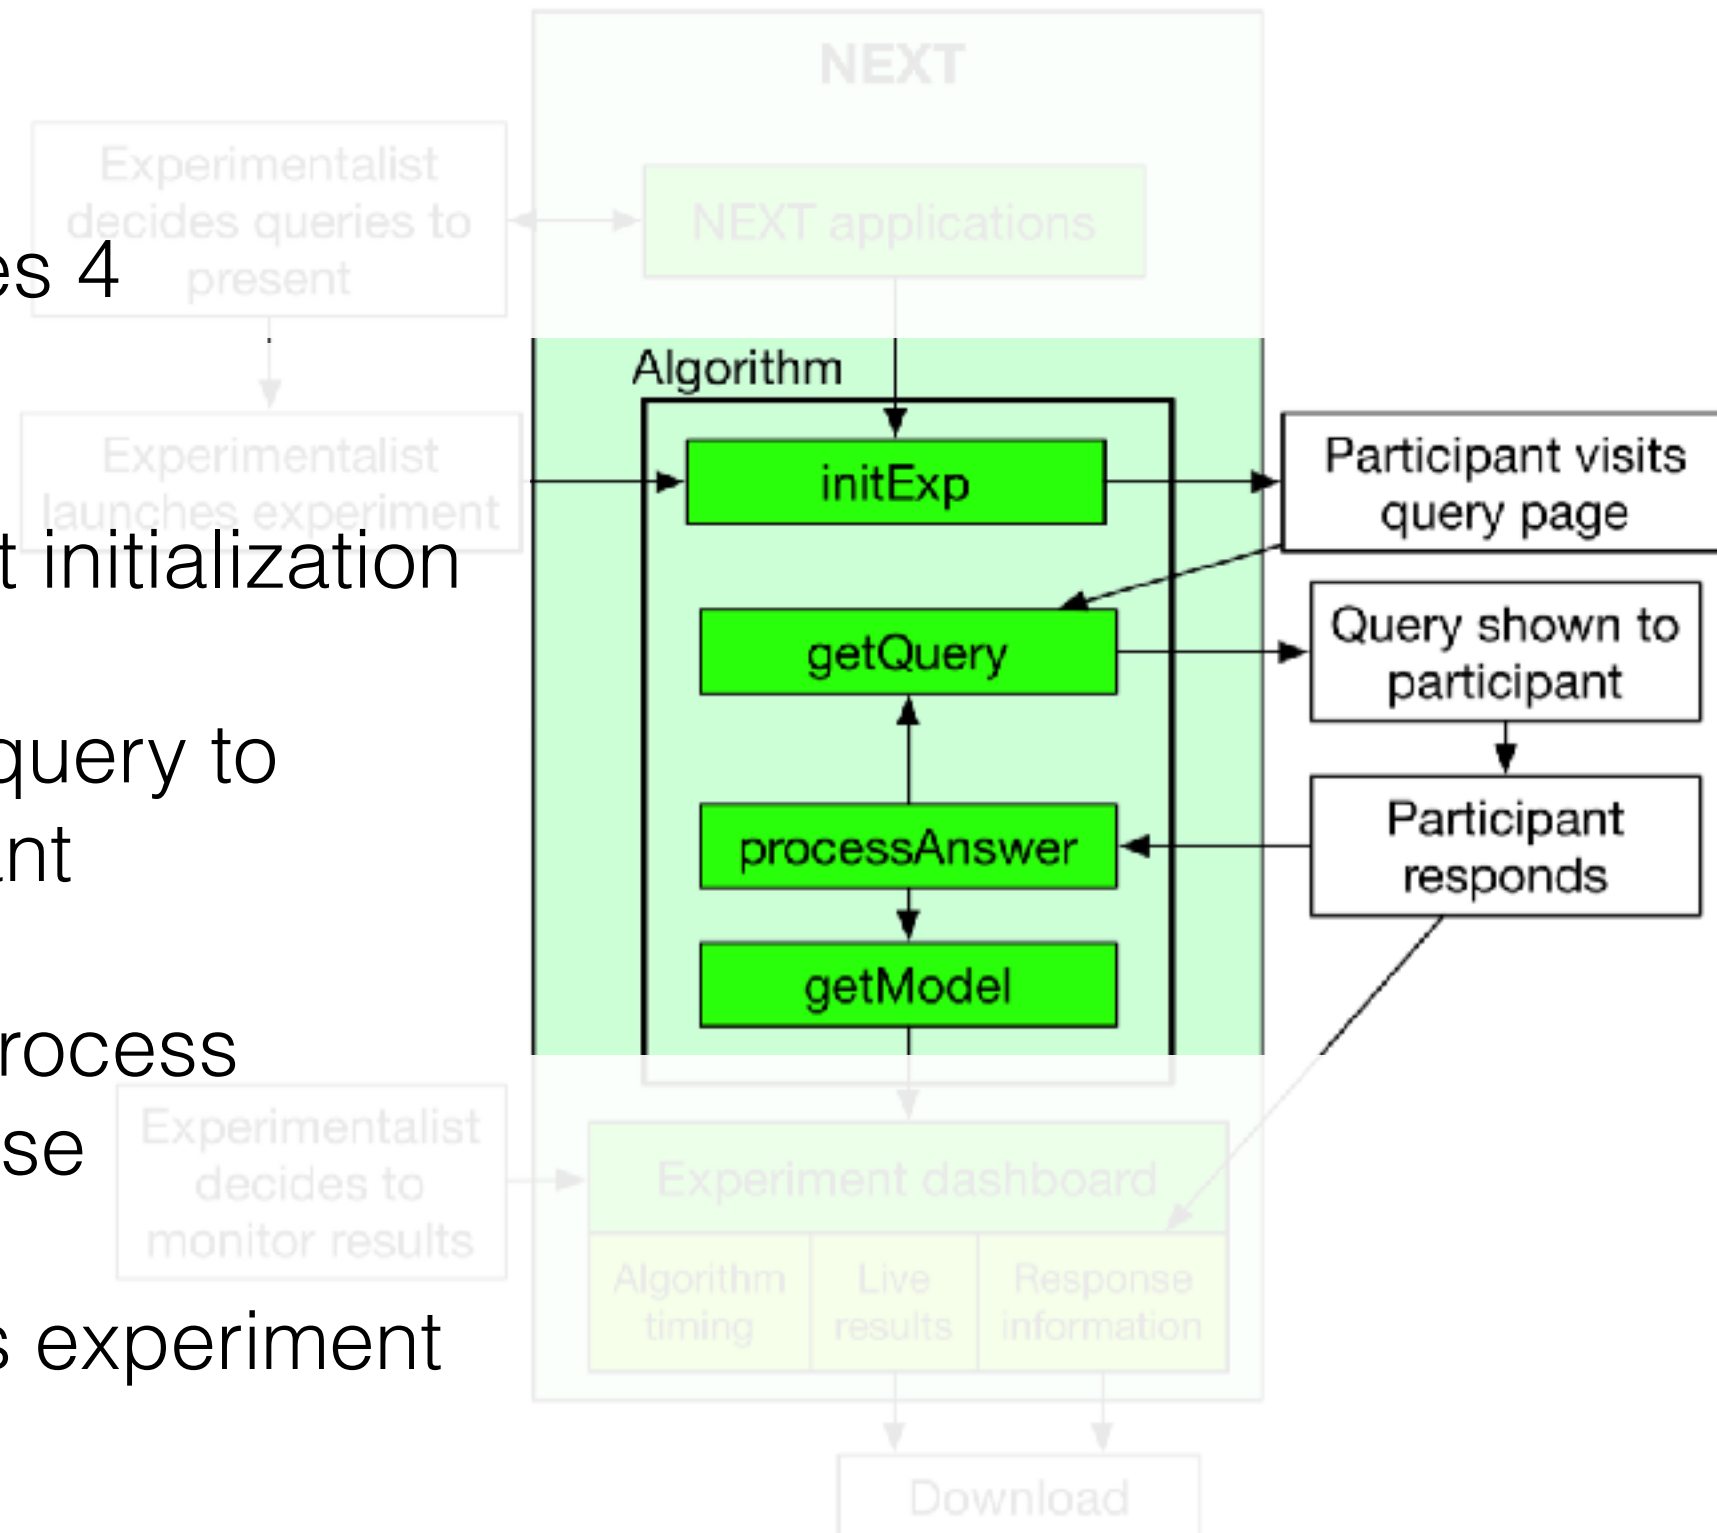 NEXT
Experimentalist
decides queries to
present
NEXT applications
es 4
Algorithm
initExp
Participant visits
query page
Experimentalist
launches experiment
t initialization
getQuery
Query shown to
participant
query to
ant
processAnswer
Participant
responds
getModel
rocess
se
Experimentalist
decides to
monitor results
Experiment dashboard
Algorithm
timing
Live
results
Response
information
s experiment
Download